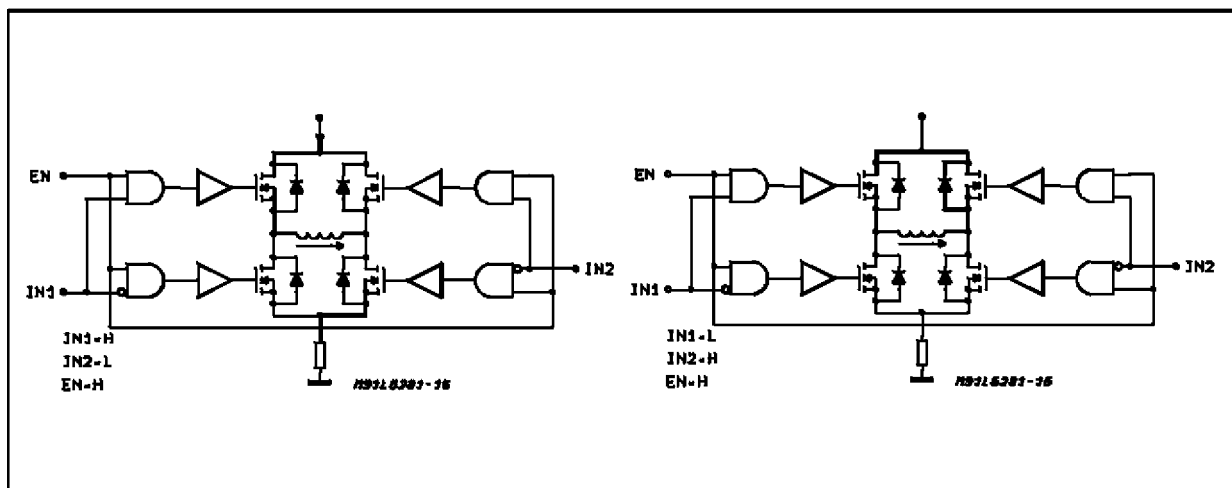 EN
IN1
IN2
IN1=H
IN2=L
EN=H
EN
IN1
IN2
IN1=L
IN2=H
EN=H